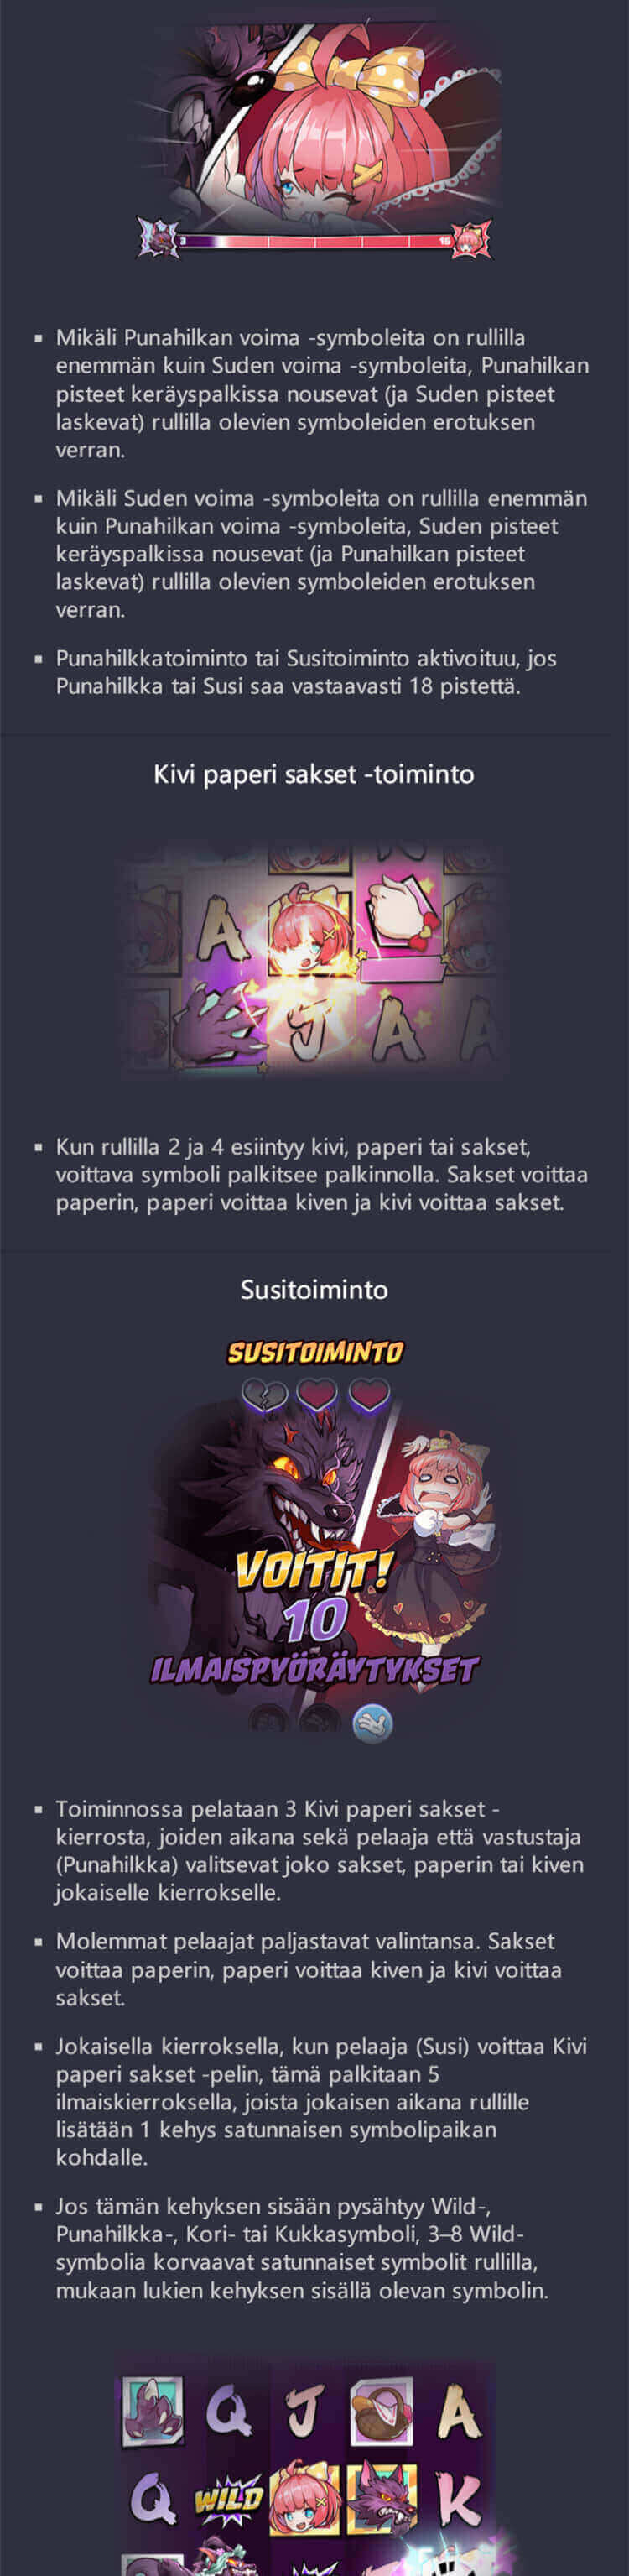 3 15
▪ Mikäli Punahilkan voima -symboleita on rullilla
enemmän kuin Suden voima -symboleita, Punahilkan
pisteet keräyspalkissa nousevat (ja Suden pisteet
laskevat) rullilla olevien symboleiden erotuksen
verran.
▪ Mikäli Suden voima -symboleita on rullilla enemmän
kuin Punahilkan voima -symboleita, Suden pisteet
keräyspalkissa nousevat (ja Punahilkan pisteet
laskevat) rullilla olevien symboleiden erotuksen
verran.
▪ Punahilkkatoiminto tai Susitoiminto aktivoituu, jos
Punahilkka tai Susi saa vastaavasti 18 pistettä.
Kivi paperi sakset -toiminto
A
J A A
▪ Kun rullilla 2 ja 4 esiintyy kivi, paperi tai sakset,
voittava symboli palkitsee palkinnolla. Sakset voittaa
paperin, paperi voittaa kiven ja kivi voittaa sakset.
Susitoiminto
SUSITOIMINTO
VOITIT!
10
ILMAISPYÖRÄYTYKSET
▪ Toiminnossa pelataan 3 Kivi paperi sakset -
kierrosta, joiden aikana sekä pelaaja että vastustaja
(Punahilkka) valitsevat joko sakset, paperin tai kiven
jokaiselle kierrokselle.
▪ Molemmat pelaajat paljastavat valintansa. Sakset
voittaa paperin, paperi voittaa kiven ja kivi voittaa
sakset.
▪ Jokaisella kierroksella, kun pelaaja (Susi) voittaa Kivi
paperi sakset -pelin, tämä palkitaan 5
ilmaiskierroksella, joista jokaisen aikana rullille
lisätään 1 kehys satunnaisen symbolipaikan
kohdalle.
▪ Jos tämän kehyksen sisään pysähtyy Wild-,
Punahilkka-, Kori- tai Kukkasymboli, 3–8 Wild-
symbolia korvaavat satunnaiset symbolit rullilla,
mukaan lukien kehyksen sisällä olevan symbolin.
Q J A
Q WILD K